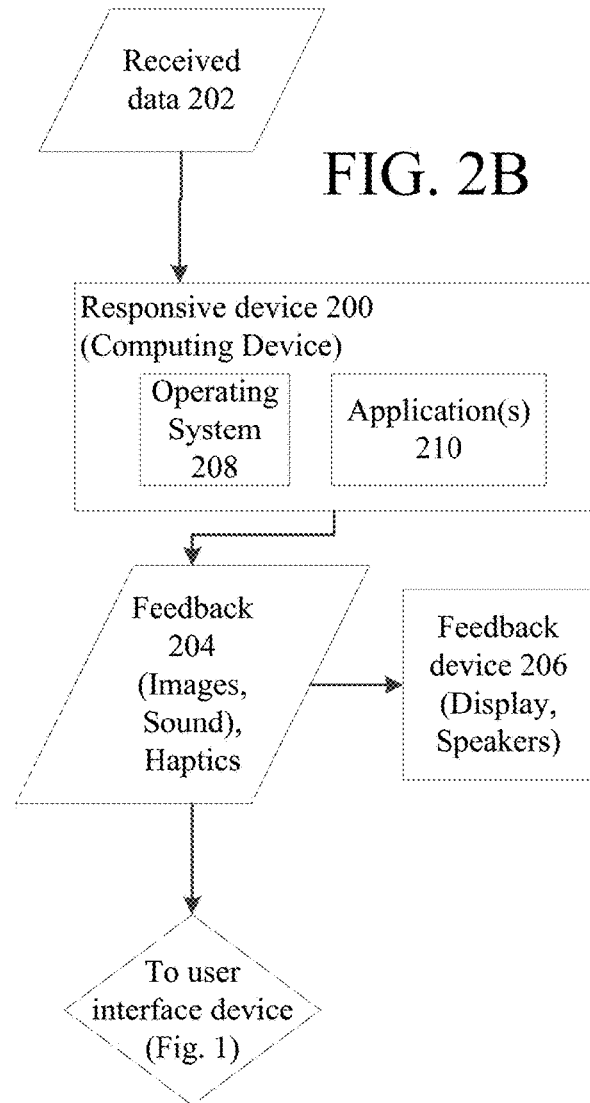 Received
data 202
FIG. 2B
Responsive device 200
(Computing Device)
Operating
System
208
Application(s)
210
Feedback
204
(Images,
Sound),
Haptics
Feedback
device 206
(Display,
Speakers)
To user
interface device
(Fig. 1)